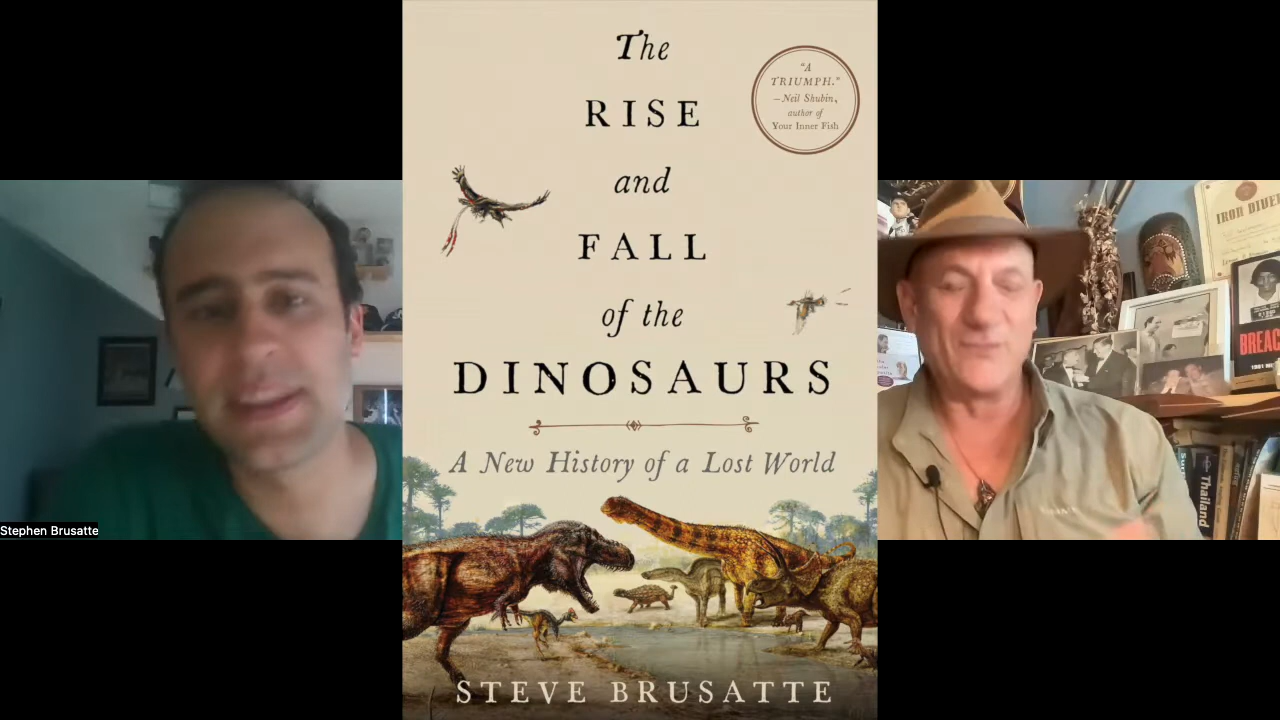 The
RISE
and
FALL
of the
DINOSAURS
A New History of a Lost World
STEVE BRUSATTE
“A
TRIUMPH.”
—Neil Shubin,
author of
Your Inner Fish
Stephen Brusatte
IRON DIVER
BREAC
Thailand